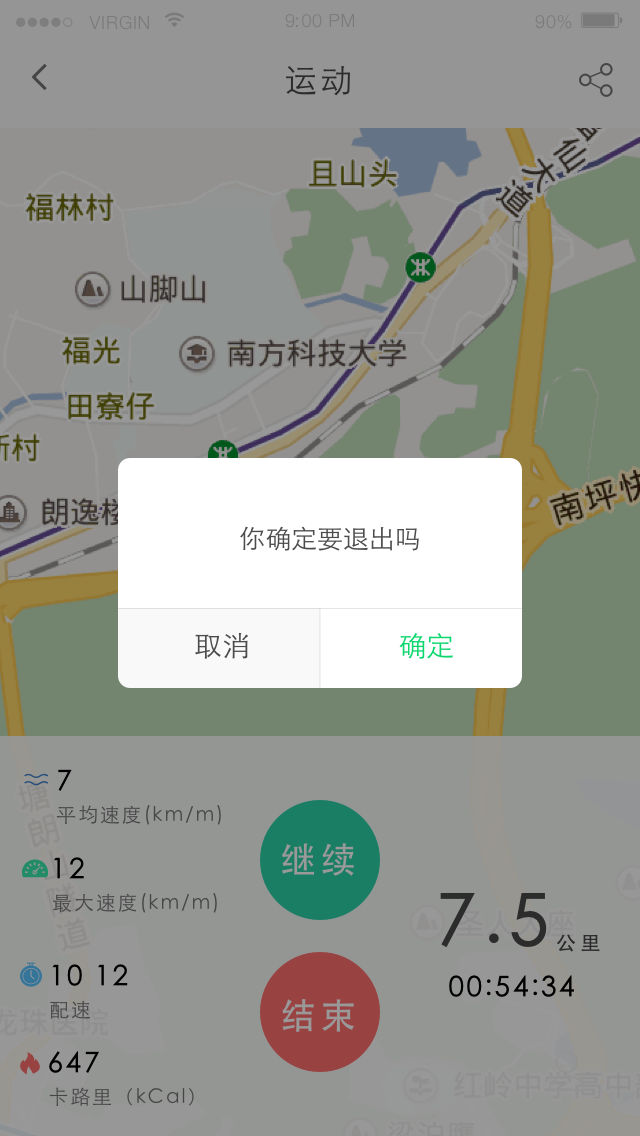 VIRGIN
9:00 PM
90%
运动
且山头
仙大道
福林村
山脚山
福光
南方科技大学
田寮仔
新村
朗逸楼
南坪快
你确定要退出吗
取消
确定
7
平均速度(km/m)
塘朗山隧道
12
最大速度(km/m)
继续
7.5公里
圣人大座
00:54:34
10 12
配速
龙珠医院
结束
647
卡路里（kCal）
红岭中学高中部